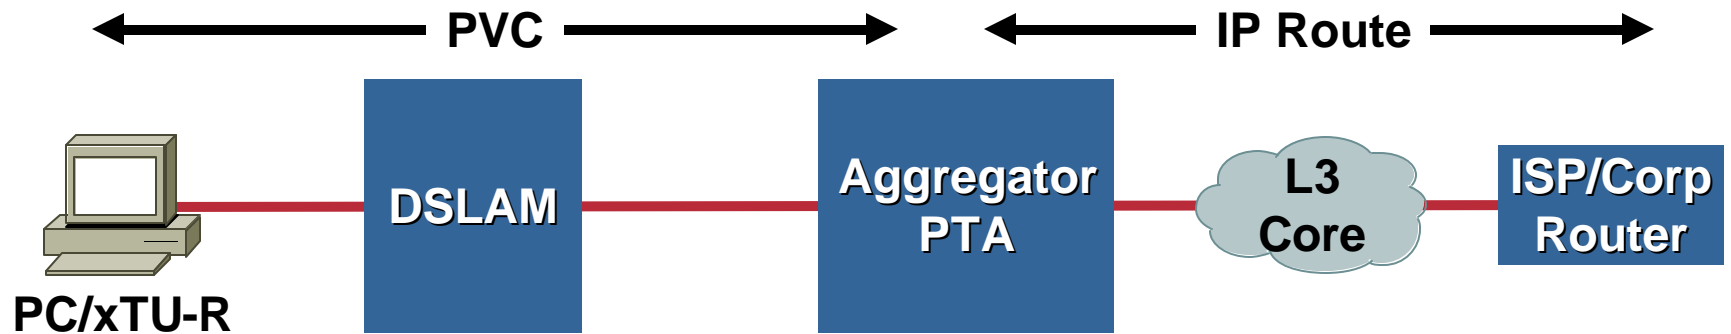 PVC
IP Route
DSLAM
Aggregator
PTA
L3
Core
ISP/Corp
Router
PC/xTU-R